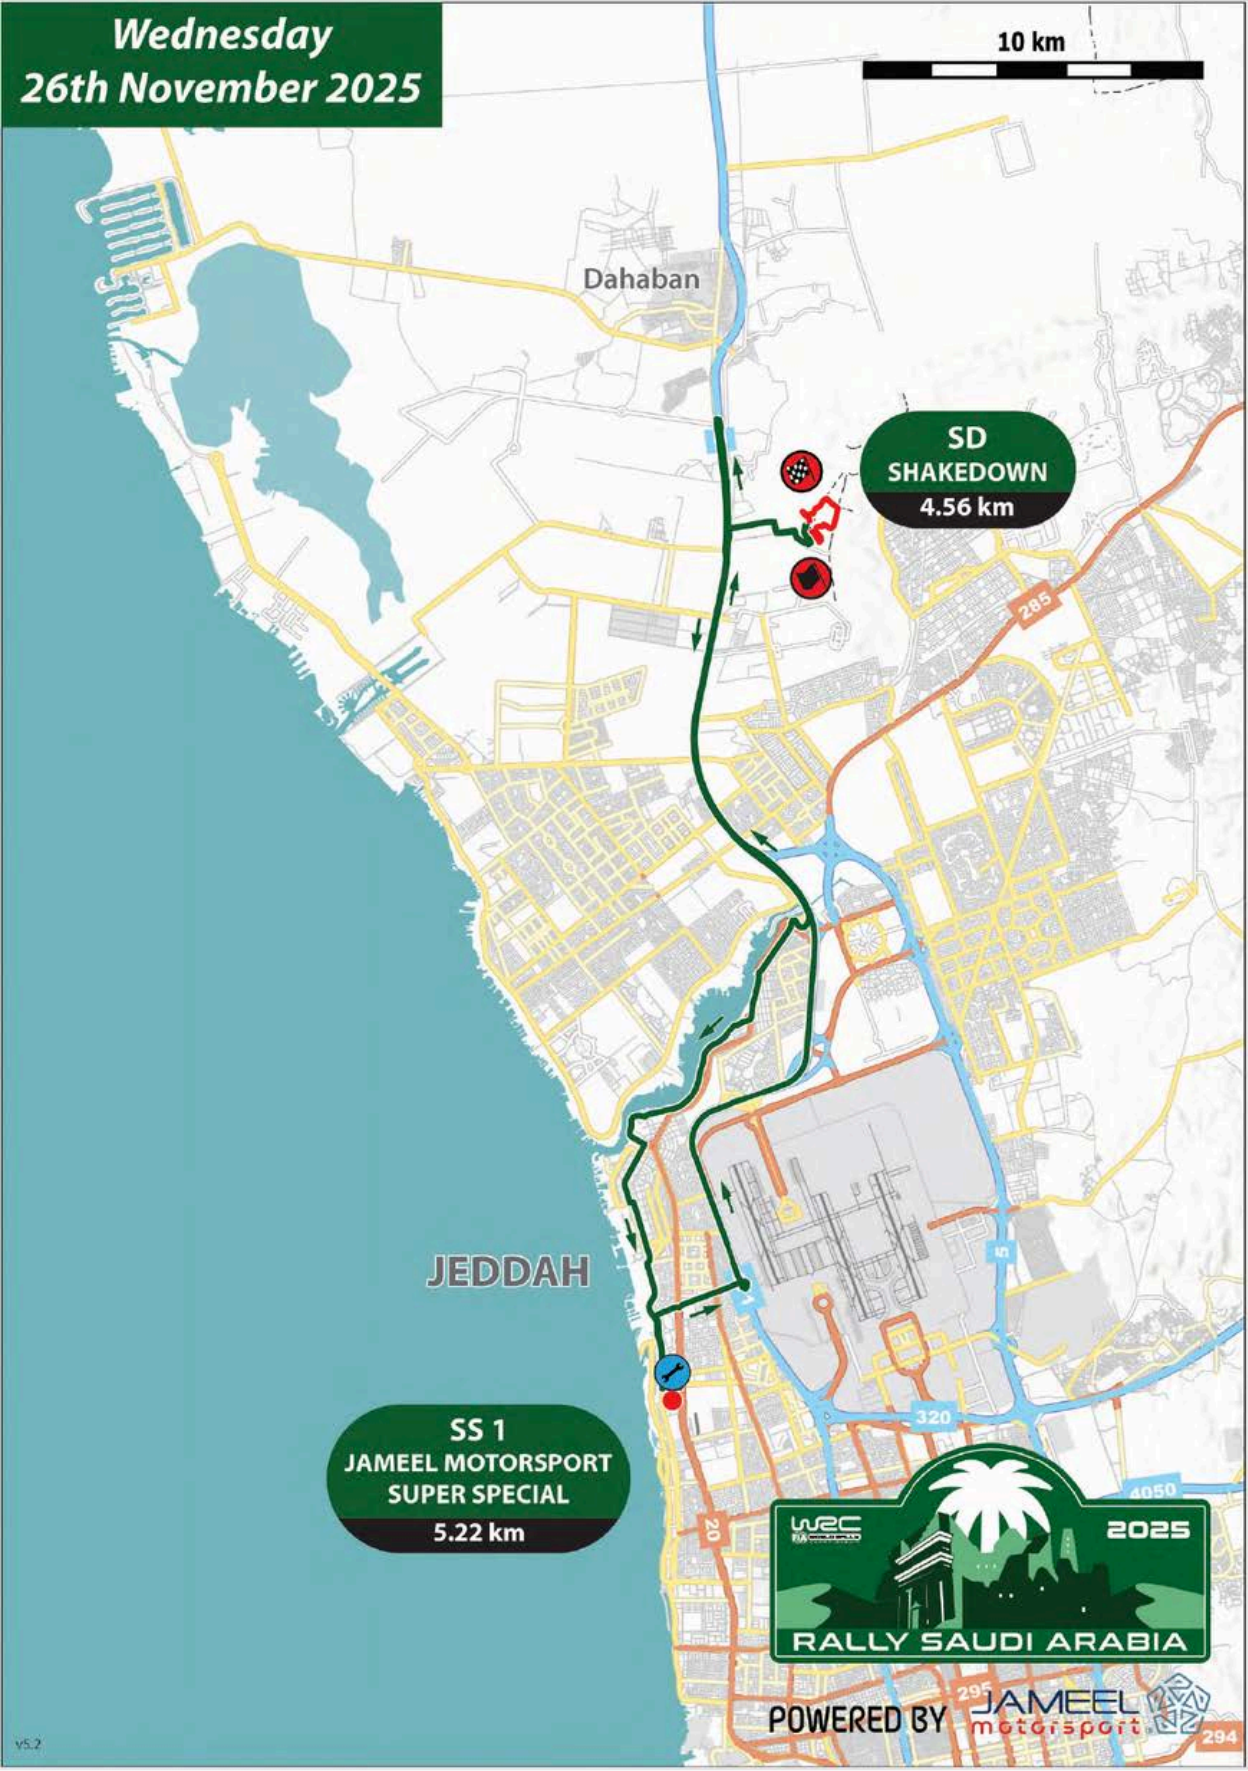 Wednesday
26th November 2025
10 km
Dahaban
SD
SHAKEDOWN
4.56 km
285
JEDDAH
5
1
320
SS 1
JAMEEL MOTORSPORT
SUPER SPECIAL
5.22 km
4050
20
WRC
2025
RALLY SAUDI ARABIA
295
POWERED BY
JAMEEL
motorsport
294
v5.2